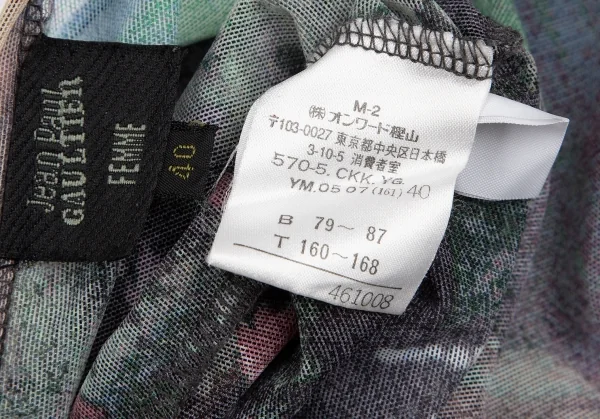 Jean Paul
GAULTIER
FEMME
40
M-2
㈱ オンワード樫山
〒103-0027 東京都中央区日本橋
3-10-5 消費者室
570-5. CKK. YG. 40
YM. 05 07 (161)
B 79~ 87
T 160~168
461008